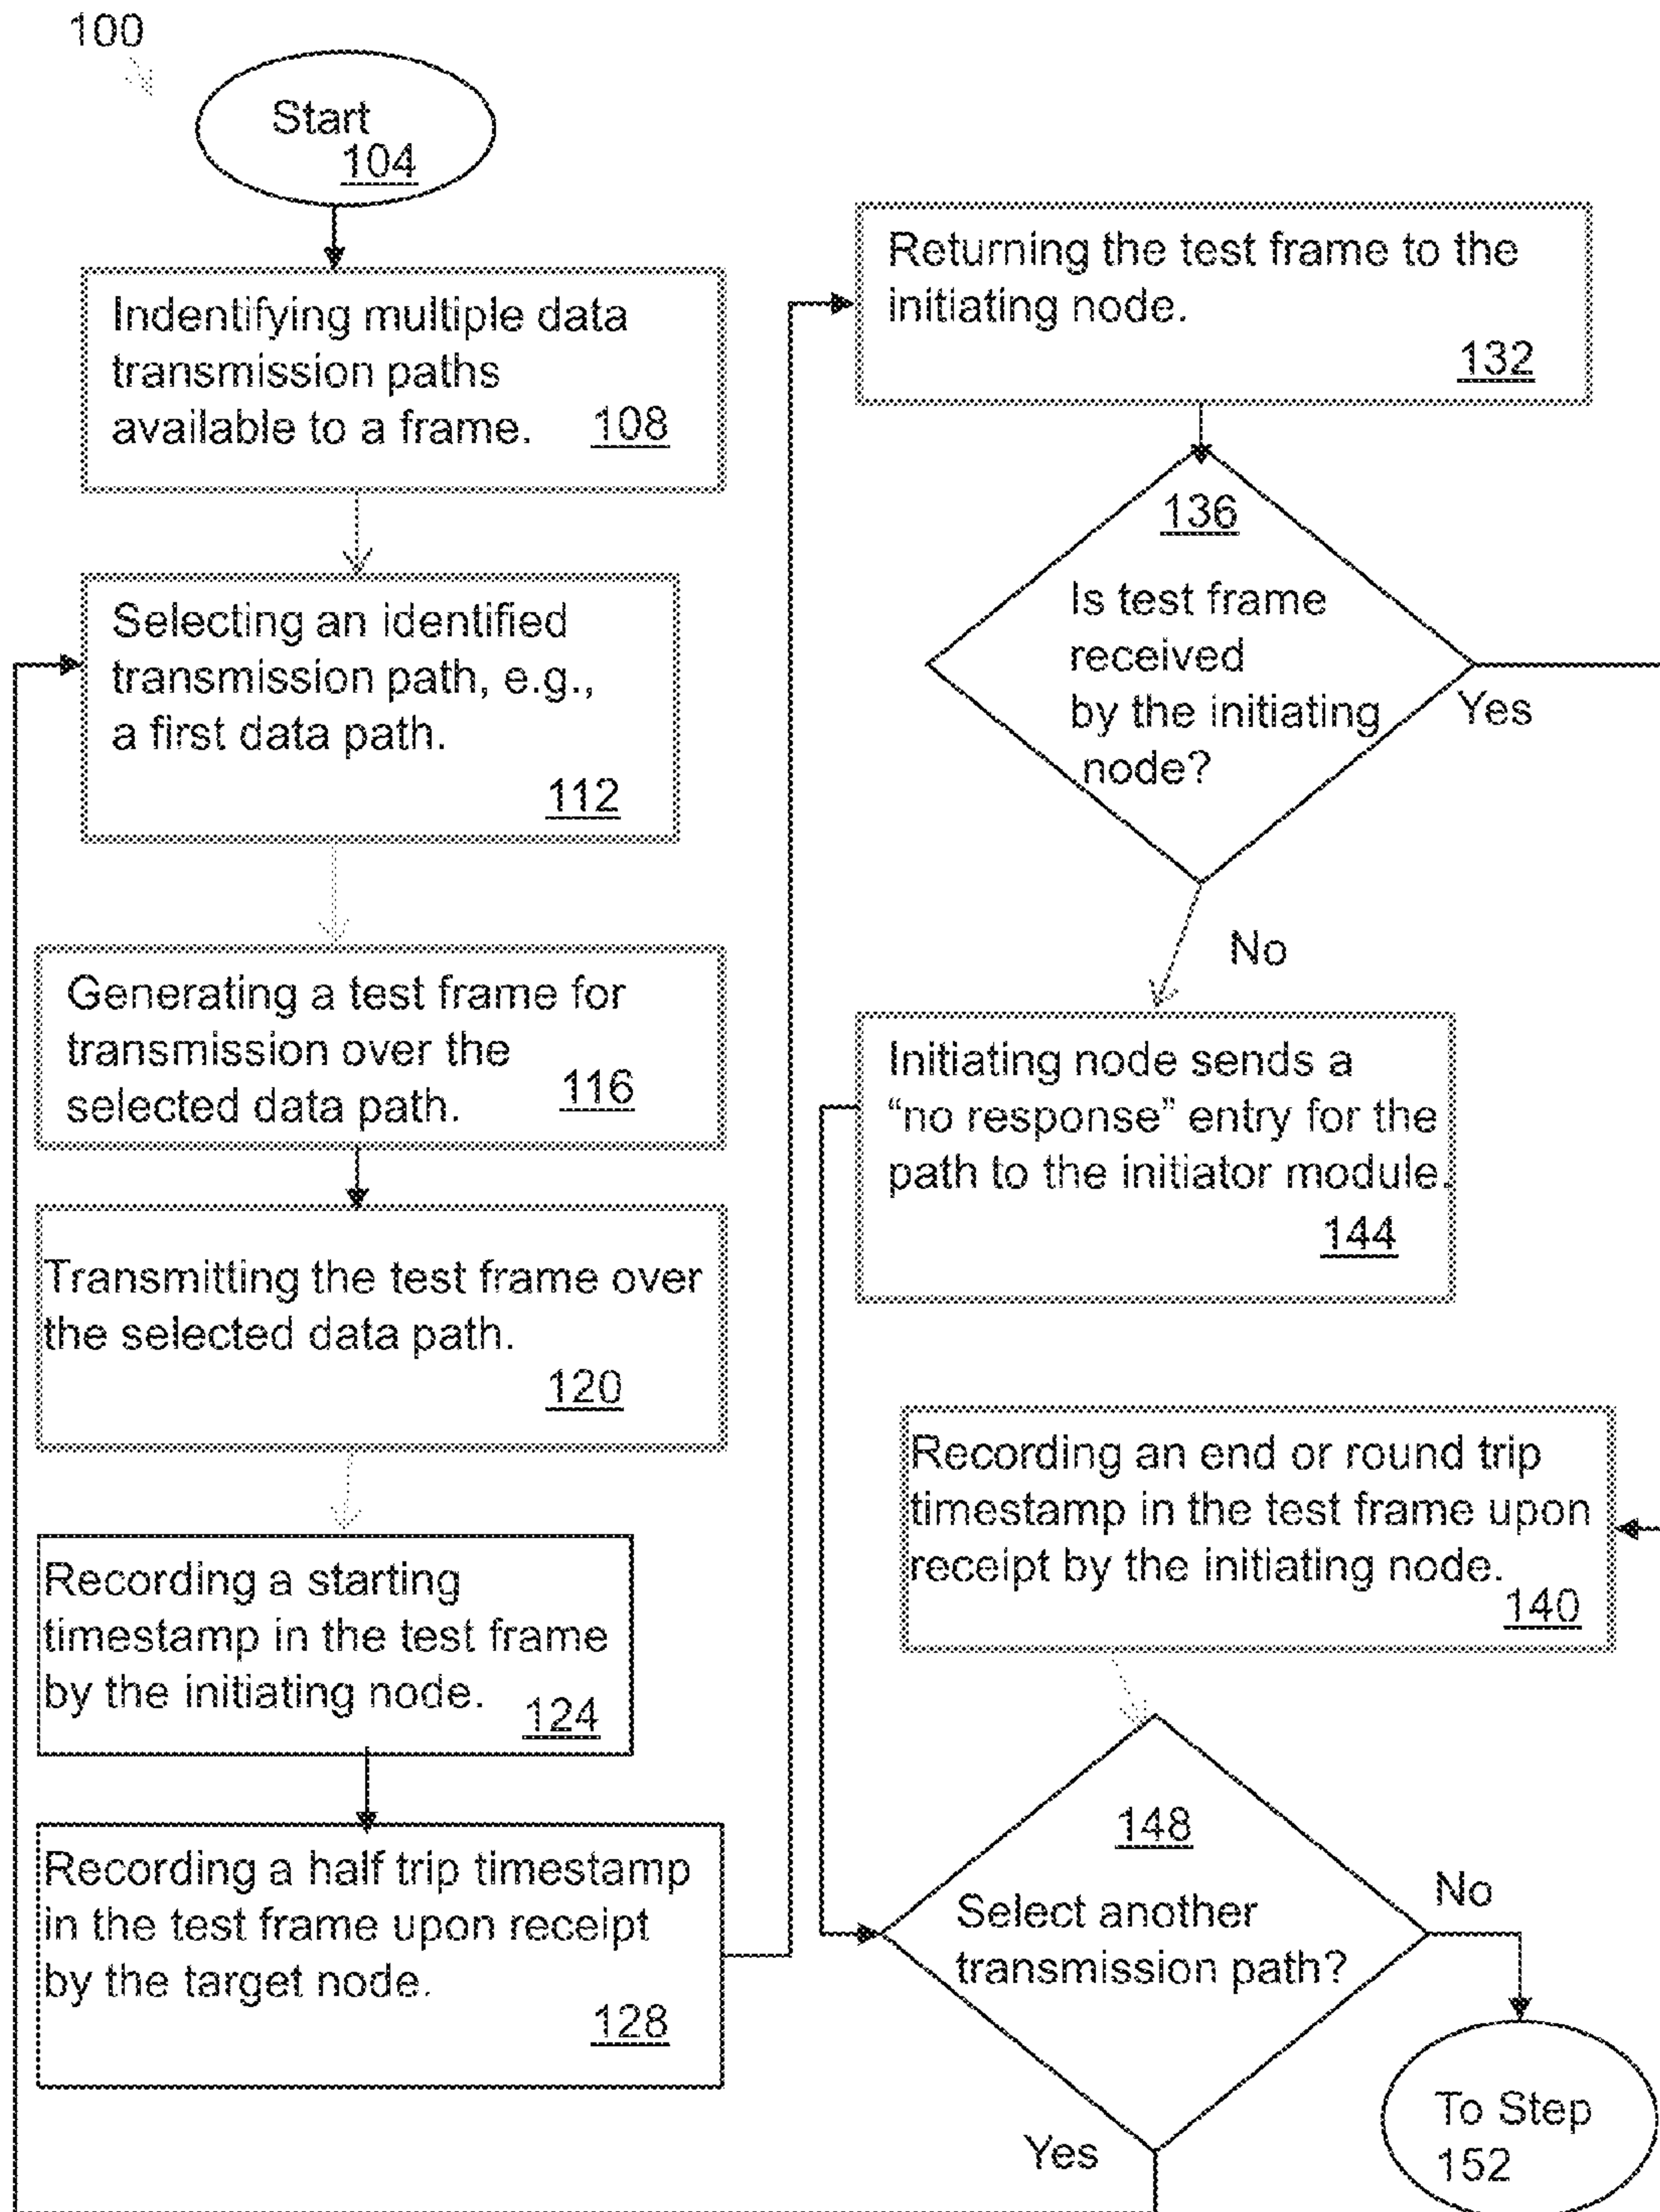 100
Start
104
Indentifying multiple data
transmission paths
available to a frame. 108
Selecting an identified
transmission path, e.g.,
a first data path.
112
Generating a test frame for
transmission over the
selected data path. 116
Transmitting the test frame over
the selected data path.
120
Recording a starting
timestamp in the test frame
by the initiating node. 124
Recording a half trip timestamp
in the test frame upon receipt
by the target node.
128
Returning the test frame to the
initiating node.
132
136
Is test frame
received
by the initiating
node?
Yes
No
Initiating node sends a
“no response” entry for the
path to the initiator module.
144
Recording an end or round trip
timestamp in the test frame upon
receipt by the initiating node.
140
148
Select another
transmission path?
No
Yes
To Step
152